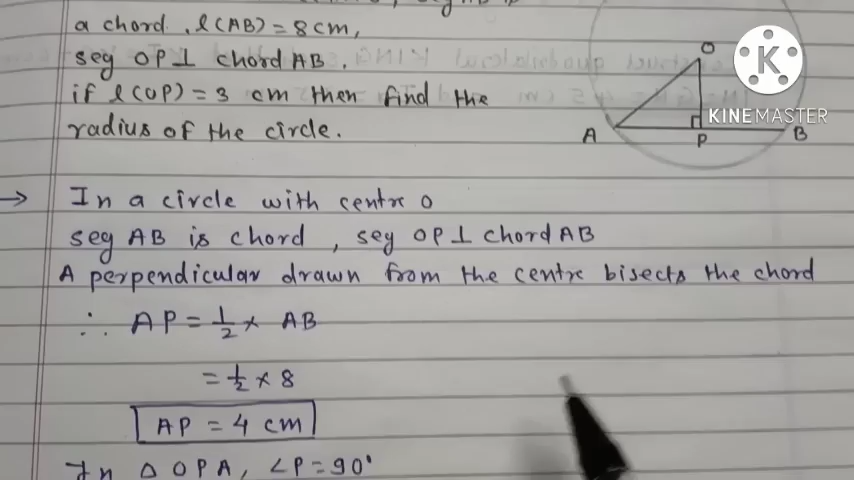 a chord, l(AB) = 8 cm,
seg OP ⊥ chord AB.
if l(OP) = 3 cm then find the
radius of the circle.
O
A
P
B
K
KINEMASTER
→ In a circle with centre O
seg AB is chord, seg OP ⊥ chord AB
A perpendicular drawn from the centre bisects the chord
∴ AP = 1/2 × AB
= 1/2 × 8
AP = 4 cm
In △ OPA, ∠P = 90°